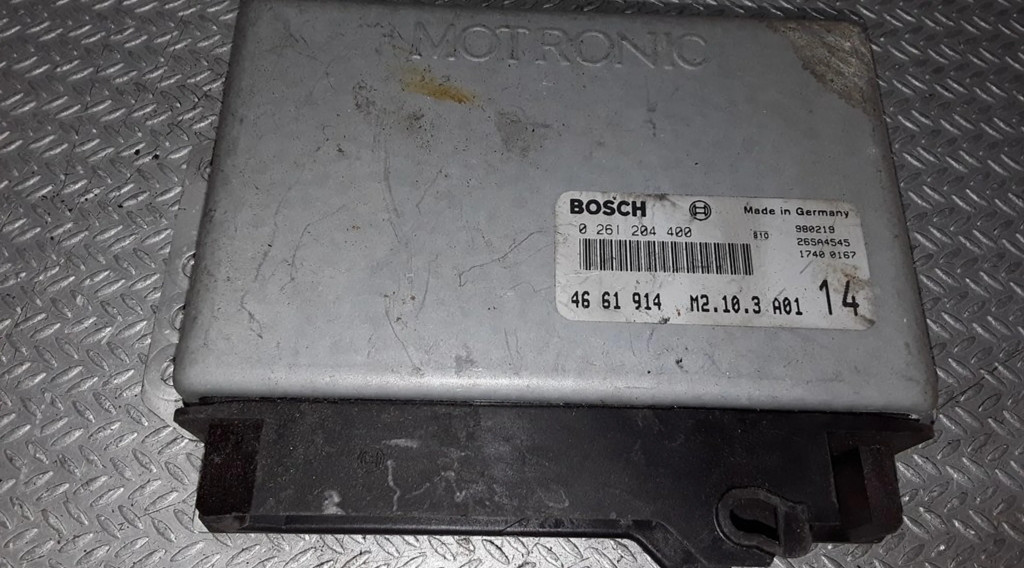 MOTRONIC
BOSCH Made in Germany
0 261 204 400 B10 980219
265A4545
1740 0167
46 61 914 M2.10.3 A01 14